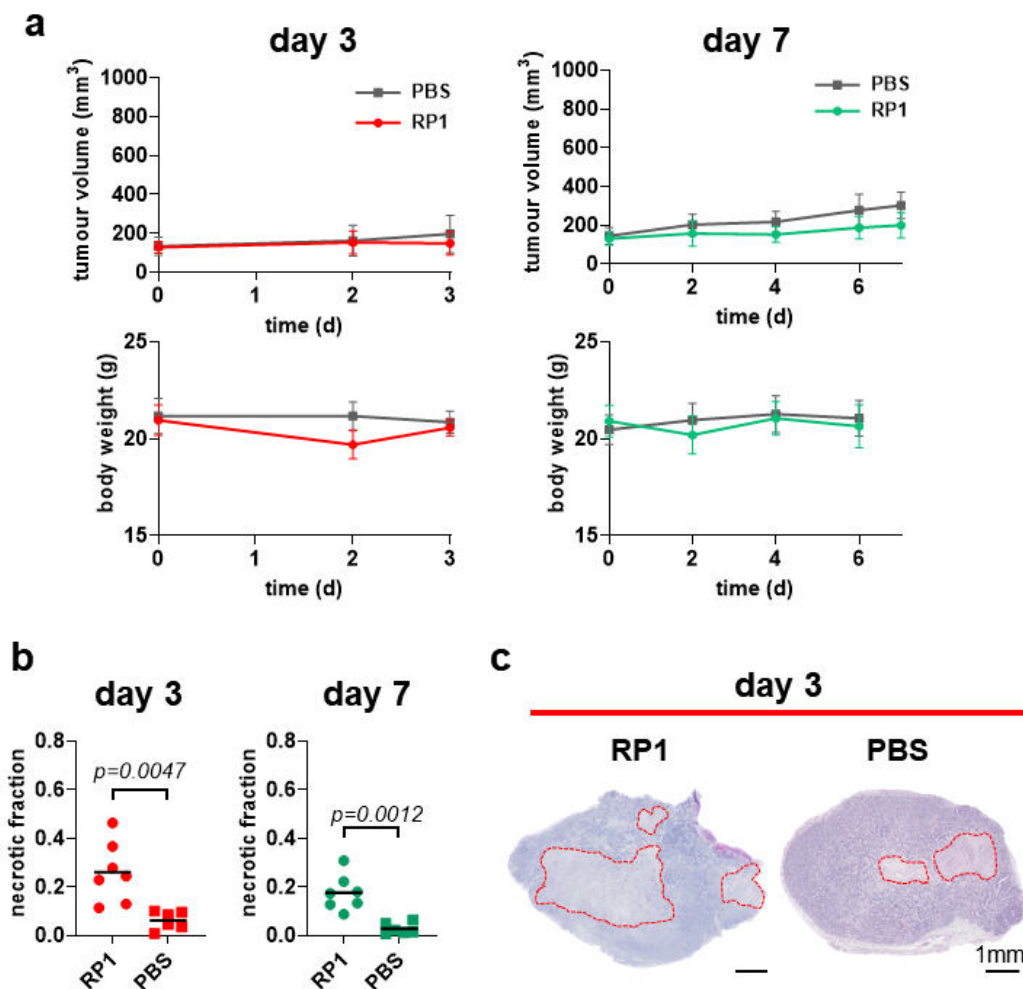 a
day 3
day 7
tumour volume (mm³)
1000
800
600
400
200
0
PBS
RP1
0
1
2
3
time (d)
tumour volume (mm³)
1000
800
600
400
200
0
PBS
RP1
0
2
4
6
time (d)
body weight (g)
25
20
15
0
1
2
3
time (d)
body weight (g)
25
20
15
0
2
4
6
time (d)
b
day 3
day 7
necrotic fraction
0.8
0.6
0.4
0.2
0.0
p=0.0047
RP1
PBS
necrotic fraction
0.8
0.6
0.4
0.2
0.0
p=0.0012
RP1
PBS
c
day 3
RP1
PBS
1mm